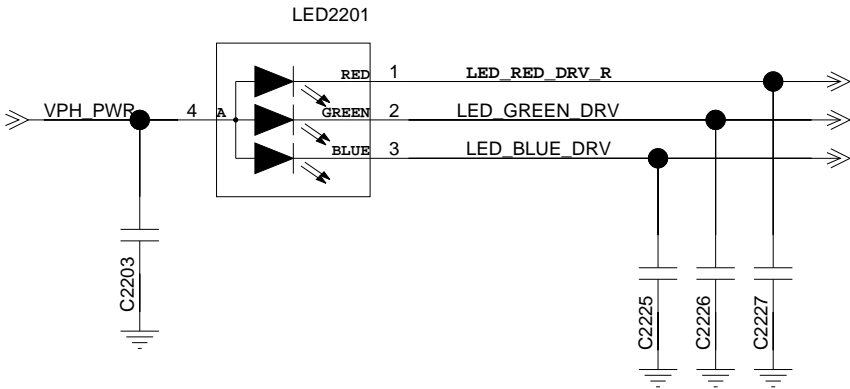 LED2201
RED 1 LED_RED_DRV_R
VPH_PWR 4 A GREEN 2 LED_GREEN_DRV
BLUE 3 LED_BLUE_DRV
C2203
C2225
C2226
C2227